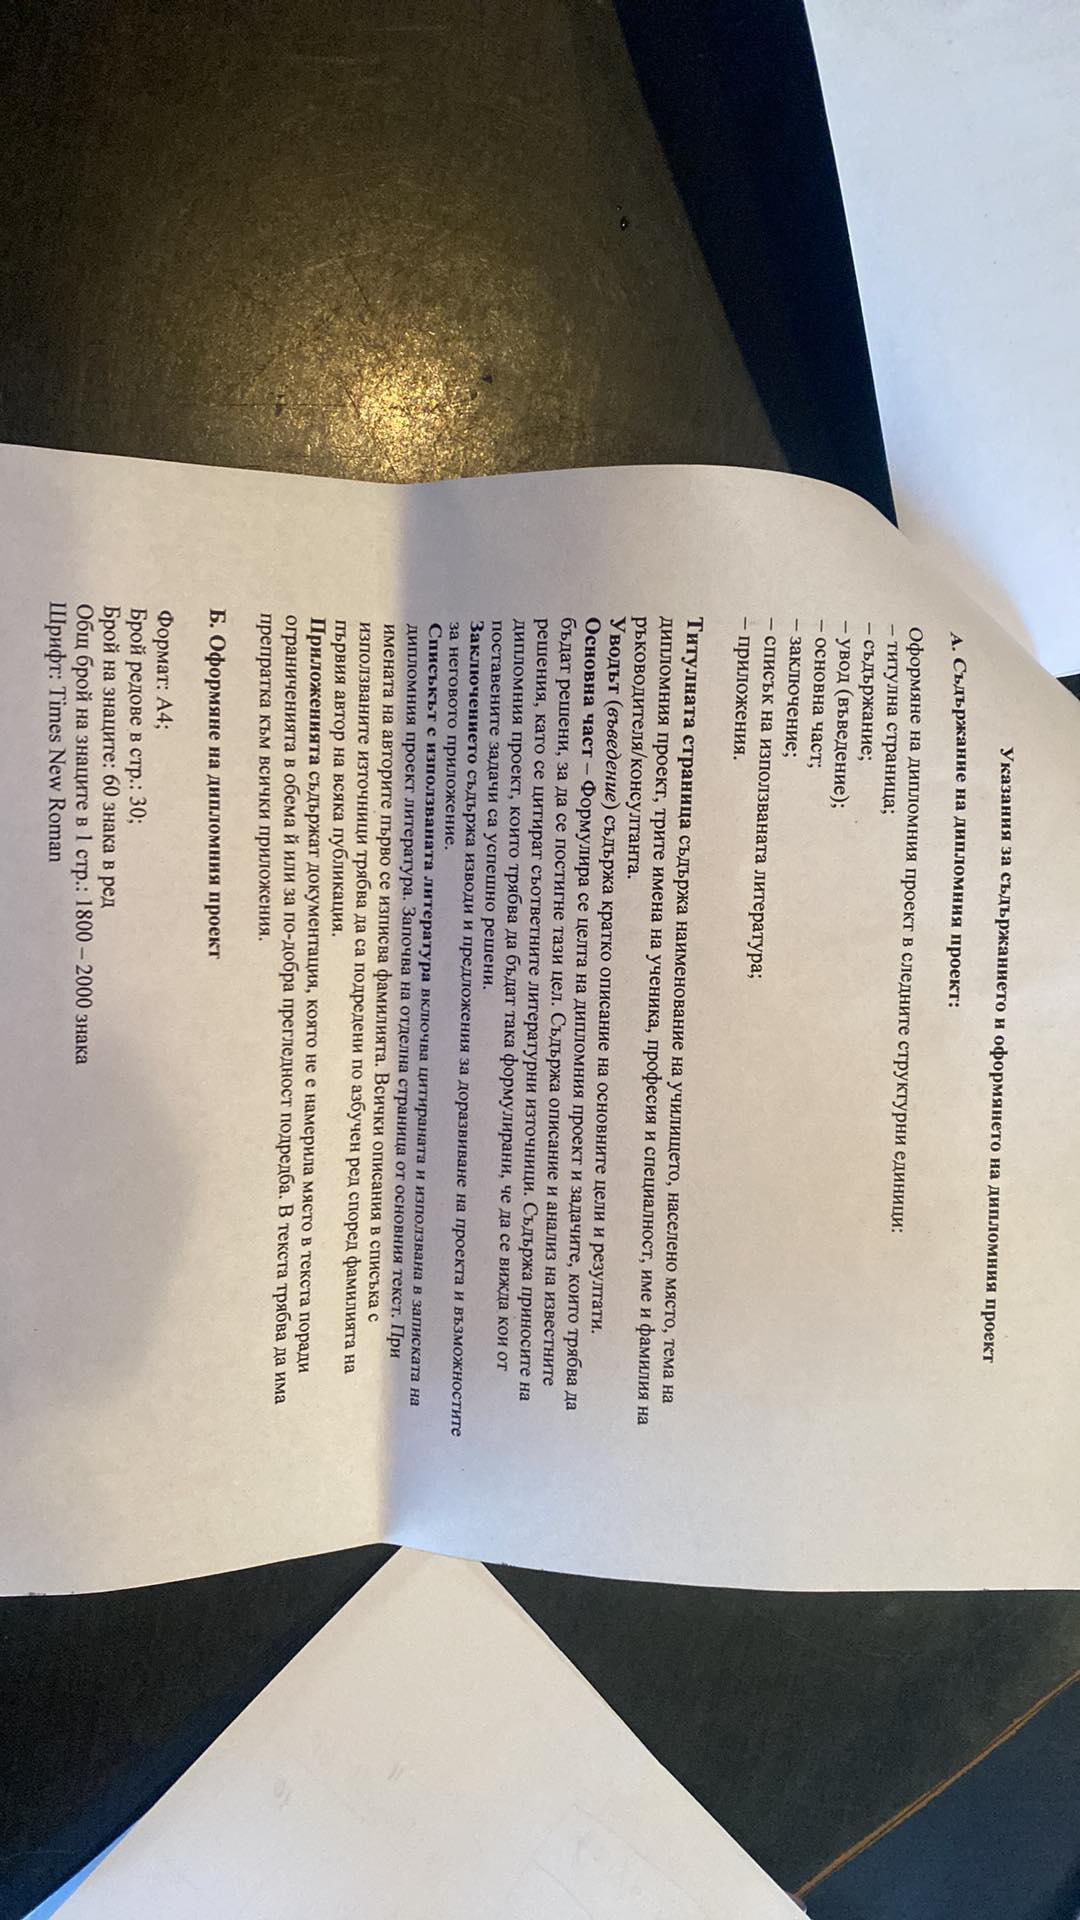 Указания за съдържанието и оформянето на дипломния проект
А. Съдържание на дипломния проект:
Оформяне на дипломния проект в следните структурни единици:
– титулна страница;
– съдържание;
– увод (въведение);
– основна част;
– заключение;
– списък на използваната литература;
– приложения.
Титулната страница съдържа наименование на училището, населено място, тема на
дипломния проект, трите имена на ученика, професия и специалност, име и фамилия на
ръководителя/консултанта.
Уводът (въведение) съдържа кратко описание на основните цели и резултати.
Основна част – Формулира се целта на дипломния проект и задачите, които трябва да
бъдат решени, за да се постигне тази цел. Съдържа описание и анализ на известните
решения, като се цитират съответните литературни източници. Съдържа приносите на
дипломния проект, които трябва да бъдат така формулирани, че да се вижда кои от
поставените задачи са успешно решени.
Заключението съдържа изводи и предложения за доразвиване на проекта и възможностите
за неговото приложение.
Списъкът с използваната литература включва цитираната и използвана в записката на
дипломния проект литература. Започва на отделна страница от основния текст. При
имената на авторите първо се изписва фамилията. Всички описания в списъка с
използваните източници трябва да са подредени по азбучен ред според фамилията на
първия автор на всяка публикация.
Приложенията съдържат документация, която не е намерила място в текста поради
ограниченията в обема й или за по-добра прегледност подредба. В текста трябва да има
препратка към всички приложения.
Б. Оформяне на дипломния проект
Формат: А4;
Брой редове в стр.: 30;
Брой на знаците: 60 знака в ред
Общ брой на знаците в 1 стр.: 1800 – 2000 знака
Шрифт: Times New Roman